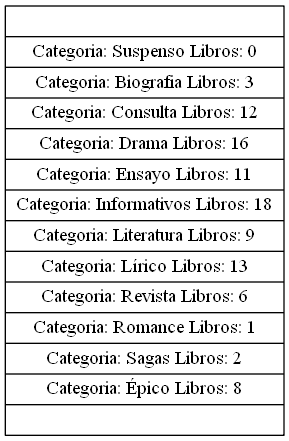 Categoria: Suspenso Libros: 0
Categoria: Biografia Libros: 3
Categoria: Consulta Libros: 12
Categoria: Drama Libros: 16
Categoria: Ensayo Libros: 11
Categoria: Informativos Libros: 18
Categoria: Literatura Libros: 9
Categoria: Lírico Libros: 13
Categoria: Revista Libros: 6
Categoria: Romance Libros: 1
Categoria: Sagas Libros: 2
Categoria: Épico Libros: 8